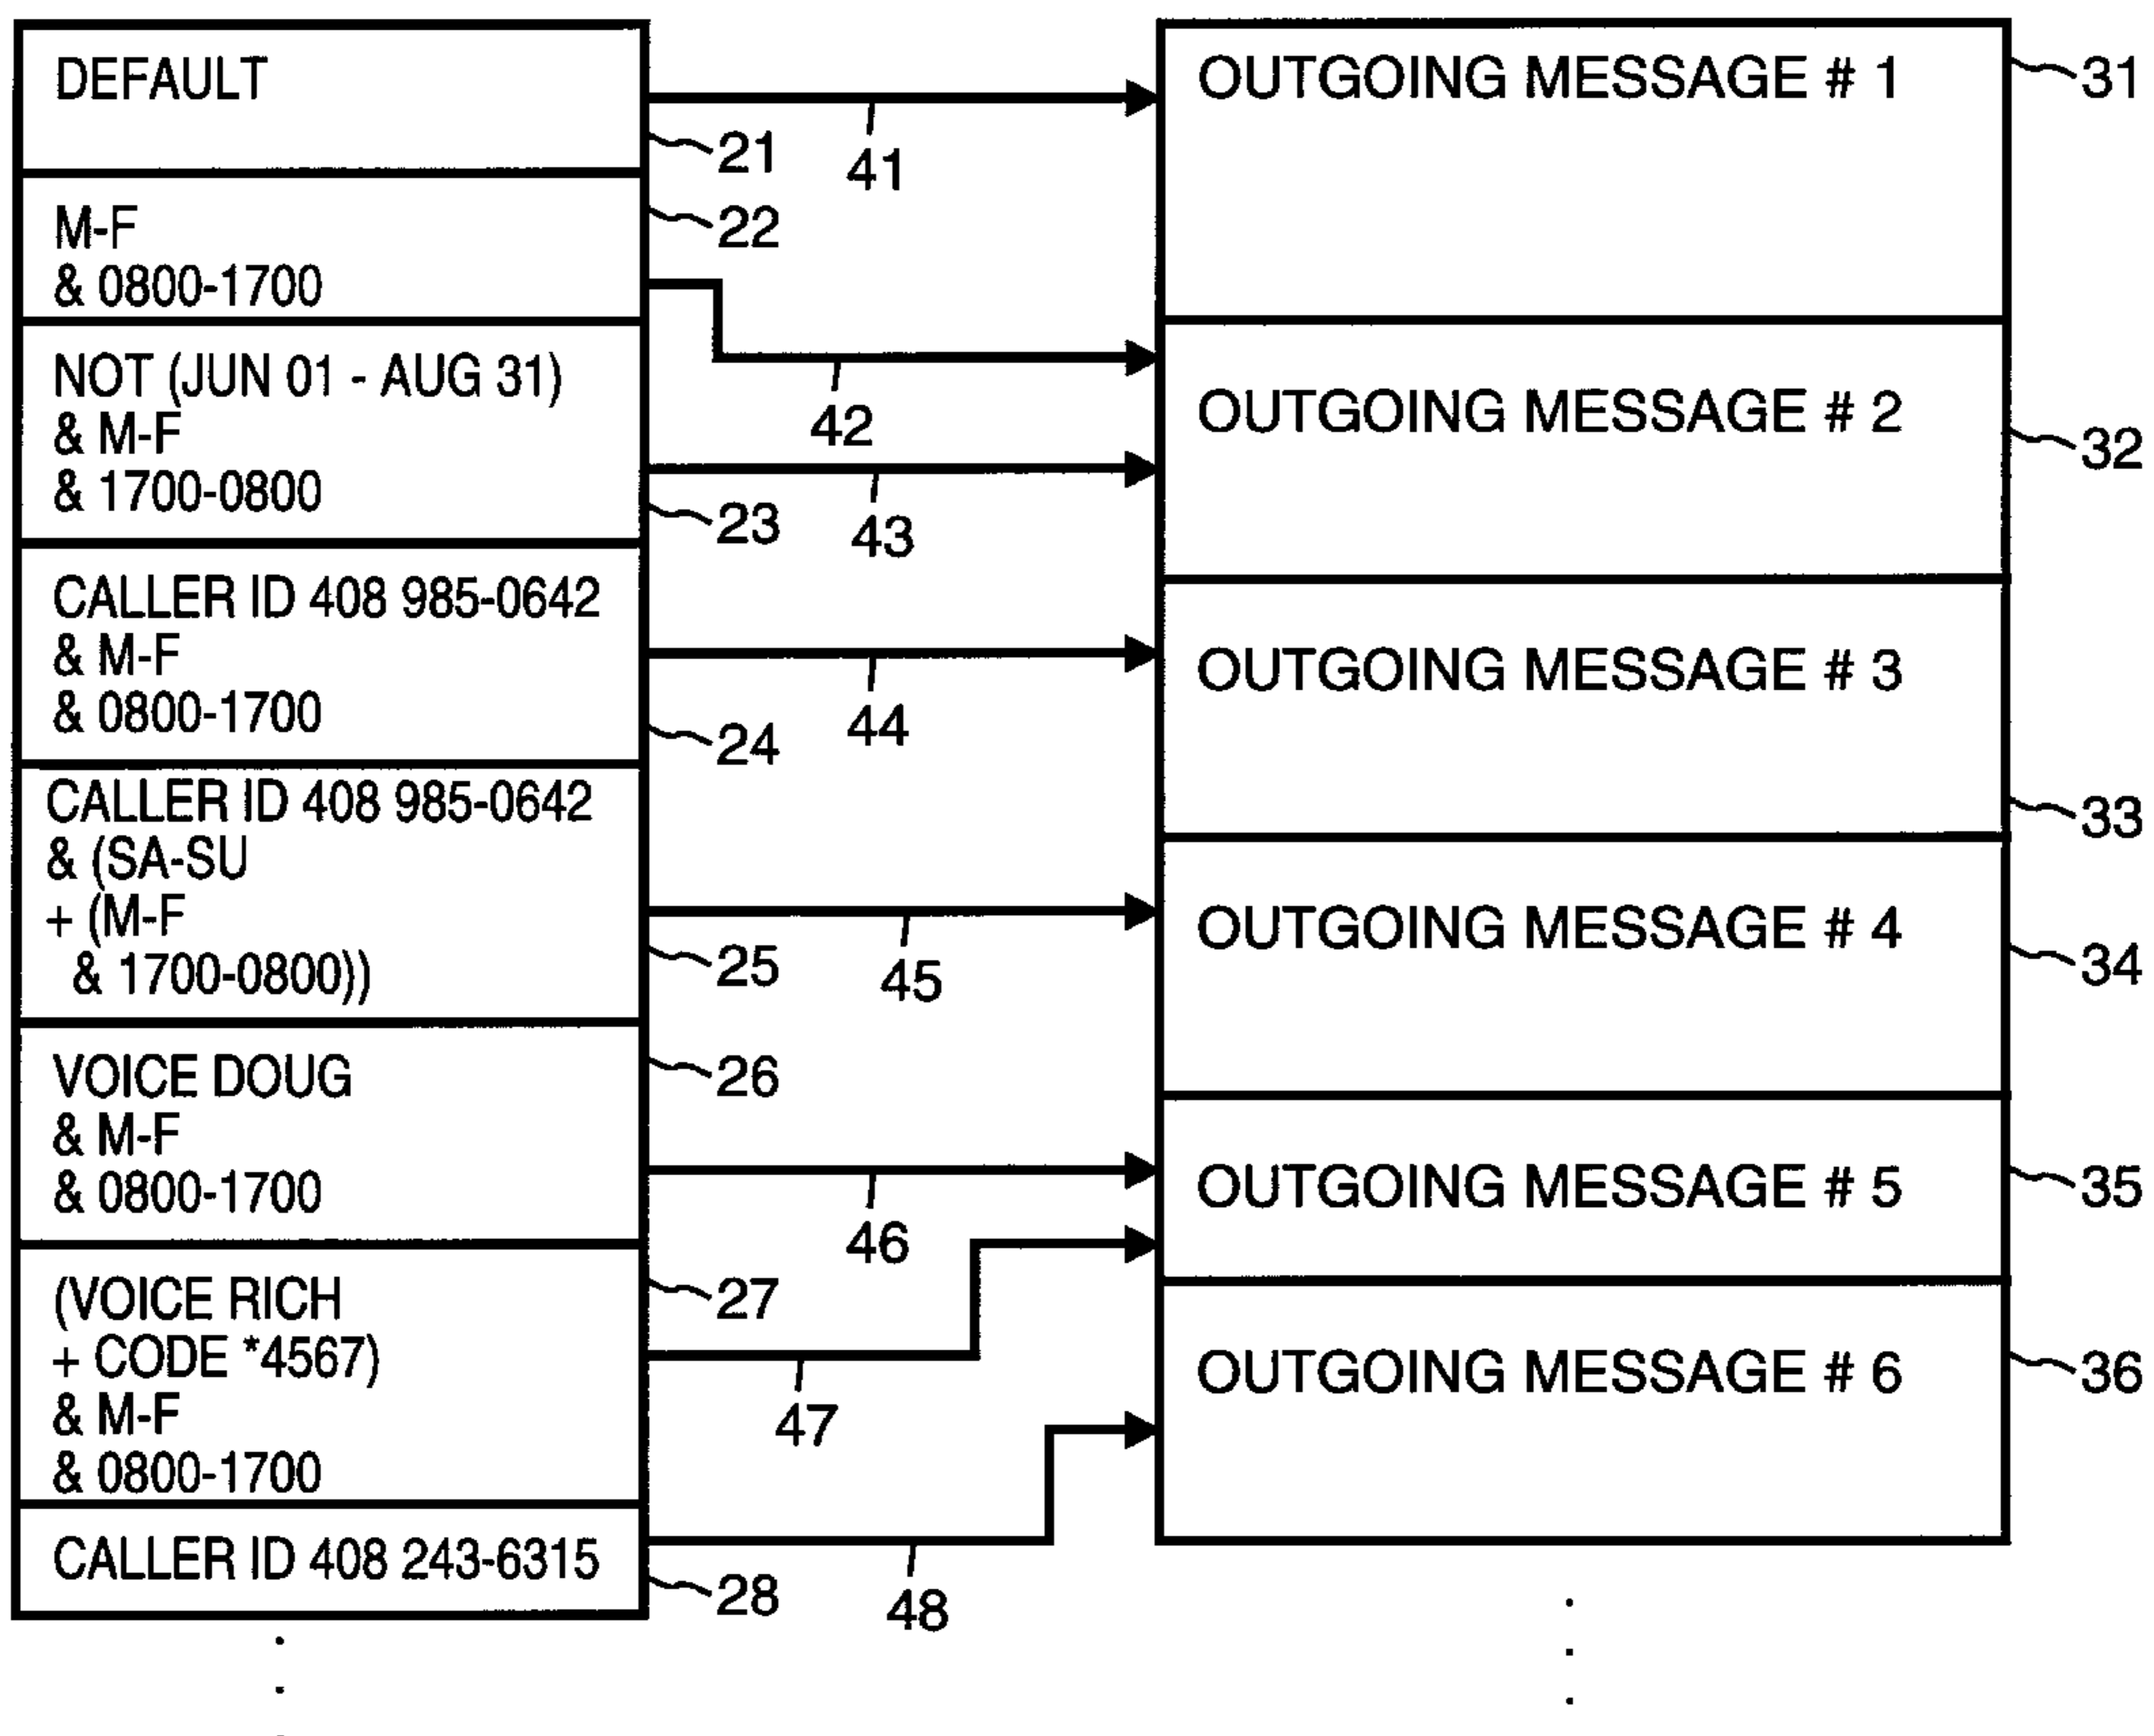 DEFAULT
21
M-F
& 0800-1700
22
NOT (JUN 01 - AUG 31)
& M-F
& 1700-0800
23
CALLER ID 408 985-0642
& M-F
& 0800-1700
24
CALLER ID 408 985-0642
& (SA-SU
+ (M-F
& 1700-0800))
25
VOICE DOUG
& M-F
& 0800-1700
26
(VOICE RICH
+ CODE *4567)
& M-F
& 0800-1700
27
CALLER ID 408 243-6315
28
41
42
43
44
45
46
47
48
OUTGOING MESSAGE # 1
31
OUTGOING MESSAGE # 2
32
OUTGOING MESSAGE # 3
33
OUTGOING MESSAGE # 4
34
OUTGOING MESSAGE # 5
35
OUTGOING MESSAGE # 6
36